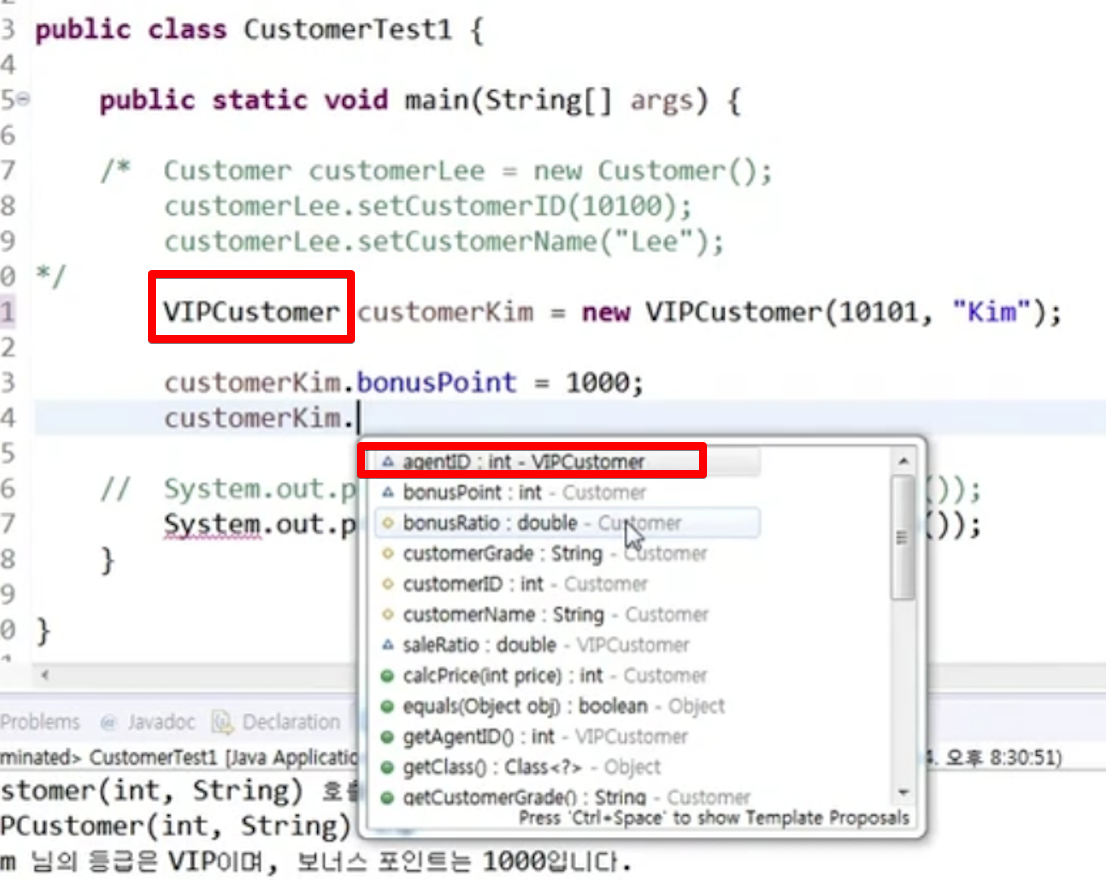 3 public class CustomerTest1 {
4
5 public static void main(String[] args) {
6
7 /* Customer customerLee = new Customer();
8 customerLee.setCustomerID(10100);
9 customerLee.setCustomerName("Lee");
0 */
1 VIPCustomer customerKim = new VIPCustomer(10101, "Kim");
2
3 customerKim.bonusPoint = 1000;
4 customerKim.
5
6 // System.out.p ());
7 System.out.p ());
8 }
9
0 }
agentID : int - VIPCustomer
bonusPoint : int - Customer
bonusRatio : double - Customer
customerGrade : String - Customer
customerID : int - Customer
customerName : String - Customer
saleRatio : double - VIPCustomer
calcPrice(int price) : int - Customer
equals(Object obj) : boolean - Object
getAgentID() : int - VIPCustomer
getClass() : Class<?> - Object
getCustomerGrade() : String - Customer
Press 'Ctrl+Space' to show Template Proposals
Problems @ Javadoc Declaration
minated> CustomerTest1 [Java Applicatio 4. 오후 8:30:51)
stomer(int, String) 호출
PCustomer(int, String)
m 님의 등급은 VIP이며, 보너스 포인트는 1000입니다.